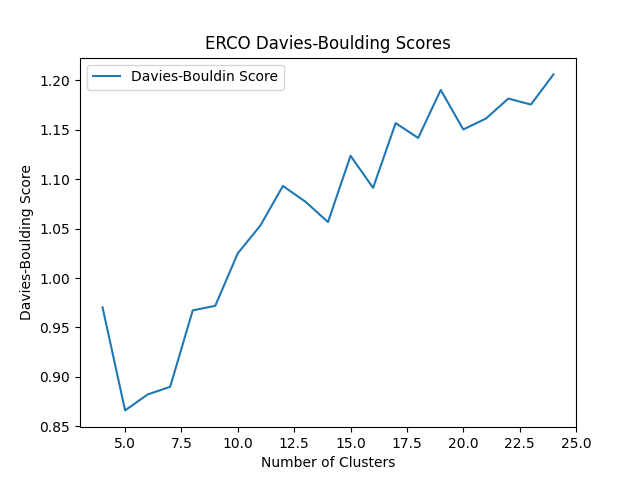 ERCO Davies-Boulding Scores
Davies-Bouldin Score
Davies-Boulding Score
1.20
1.15
1.10
1.05
1.00
0.95
0.90
0.85
5.0 7.5 10.0 12.5 15.0 17.5 20.0 22.5 25.0
Number of Clusters